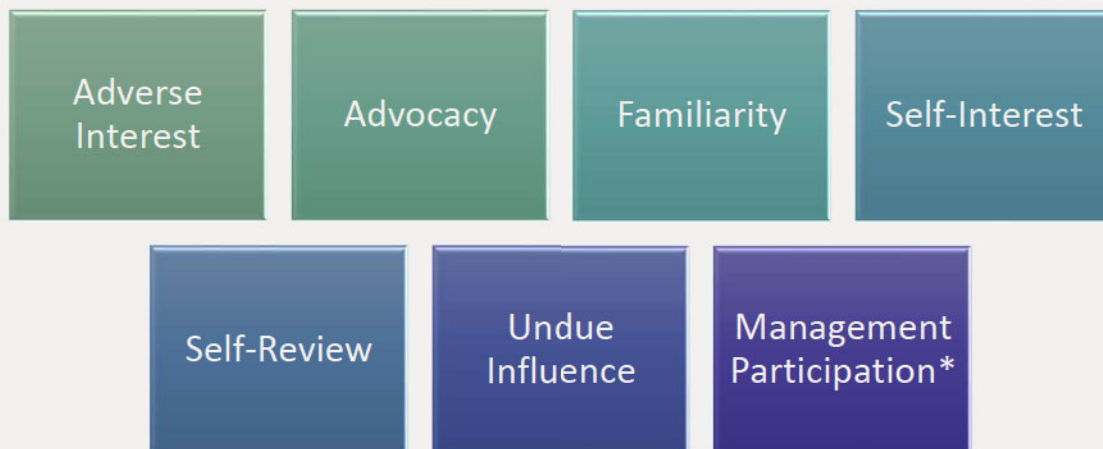 Adverse
Interest
Advocacy
Familiarity
Self-Interest
Self-Review
Undue
Influence
Management
Participation*